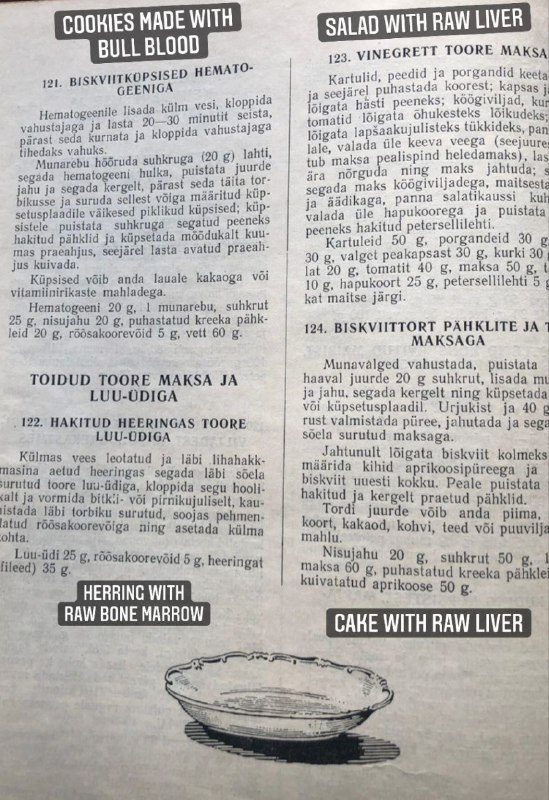 COOKIES MADE WITH
BULL BLOOD
121. BISKVIITKÜPSISED HEMATO-
GEENIGA
Hematogeenile lisada külm vesi, kloppida
vahustajaga ja lasta 20—30 minutit seista,
pärast seda kurnata ja kloppida vahustajaga
tihedaks vahuks.
Munarebu hõõruda suhkruga (20 g) lahti,
segada hematogeeni hulka, puistata juurde
jahu ja segada kergelt, pärast seda täita tor-
bikusse ja suruda sellest võiga määritud küp-
setusplaadile väikesed piklikud küpsised; küp-
sistele puistata suhkruga segatud peeneks
hakitud pähklid ja küpsetada mõõdukalt kuu-
mas praeahjus, seejärel lasta avatud praeah-
jus kuivada.
Küpsised võib anda lauale kakaoga või
vitamiinirikaste mahladega.
Hematogeeni 20 g, 1 munarebu, suhkrut
25 g, nisujahu 20 g, puhastatud kreeka pähk-
leid 20 g, röösakoorevõid 5 g, vett 60 g.
TOIDUD TOORE MAKSA JA
LUU-ÜDIGA
122. HAKITUD HEERINGAS TOORE
LUU-ÜDIGA
Külmas vees leotatud ja läbi lihahakk-
masina aetud heeringas segada läbi sõela
surutud toore luu-üdiga, kloppida segu hooli-
kalt ja vormida bitki- või pirnikujuliselt, kau-
nistada läbi torbiku surutud, soojas pehmen-
datud röösakoorevõiga ning asetada külma
kohta.
Luu-üdi 25 g, röösakoorevõid 5 g, heeringat
(fileed) 35 g.
HERRING WITH
RAW BONE MARROW
SALAD WITH RAW LIVER
123. VINEGRETT TOORE MAKSA
Kartulid, peedid ja porgandid keeta
ja seejärel puhastada koorest; kapsas
lõigata hästi peeneks; köögiviljad,
tomatid lõigata õhukesteks lõikudeks;
lõigata lapšaakujulisteks tükkideks,
lale, valada üle keeva veega (seejuures
tub maksa pealispind heledamaks),
ära nõrguda ning maks jahtuda;
segada maks köögiviljadega,
ja äädikaga, panna salatikaussi
valada üle hapukoorega ja puistata
peeneks hakitud petersellilehti.
Kartuleid 50 g, porgandeid 30 g,
30 g, valget peakapsast 30 g, kurki 30
lat 20 g, tomatit 40 g, maksa 50 g,
10 g, hapukoort 25 g, petersellilehti 5 g
kat maitse järgi.
124. BISKVIITTORT PÄHKLITE JA T
MAKSAGA
Munavalged vahustada, puistata
haaval juurde 20 g suhkrut, lisada
ja jahu, segada kergelt ning küpsetada
või küpsetusplaadil. Urjukist ja 40 g
rust valmistada püree, jahutada ja
sõela surutud maksaga.
Jahtunult lõigata biskviit kolmeks
määrida kihid aprikoosipüreega ja
biskviit uuesti kokku. Peale puistata
hakitud ja kergelt praetud pähklid.
Tordi juurde võib anda piima,
koort, kakaod, kohvi, teed või
mahlu.
Nisujahu 20 g, suhkrut 50 g,
maksa 60 g, puhastatud kreeka
kuivatatud aprikoose 50 g.
CAKE WITH RAW LIVER